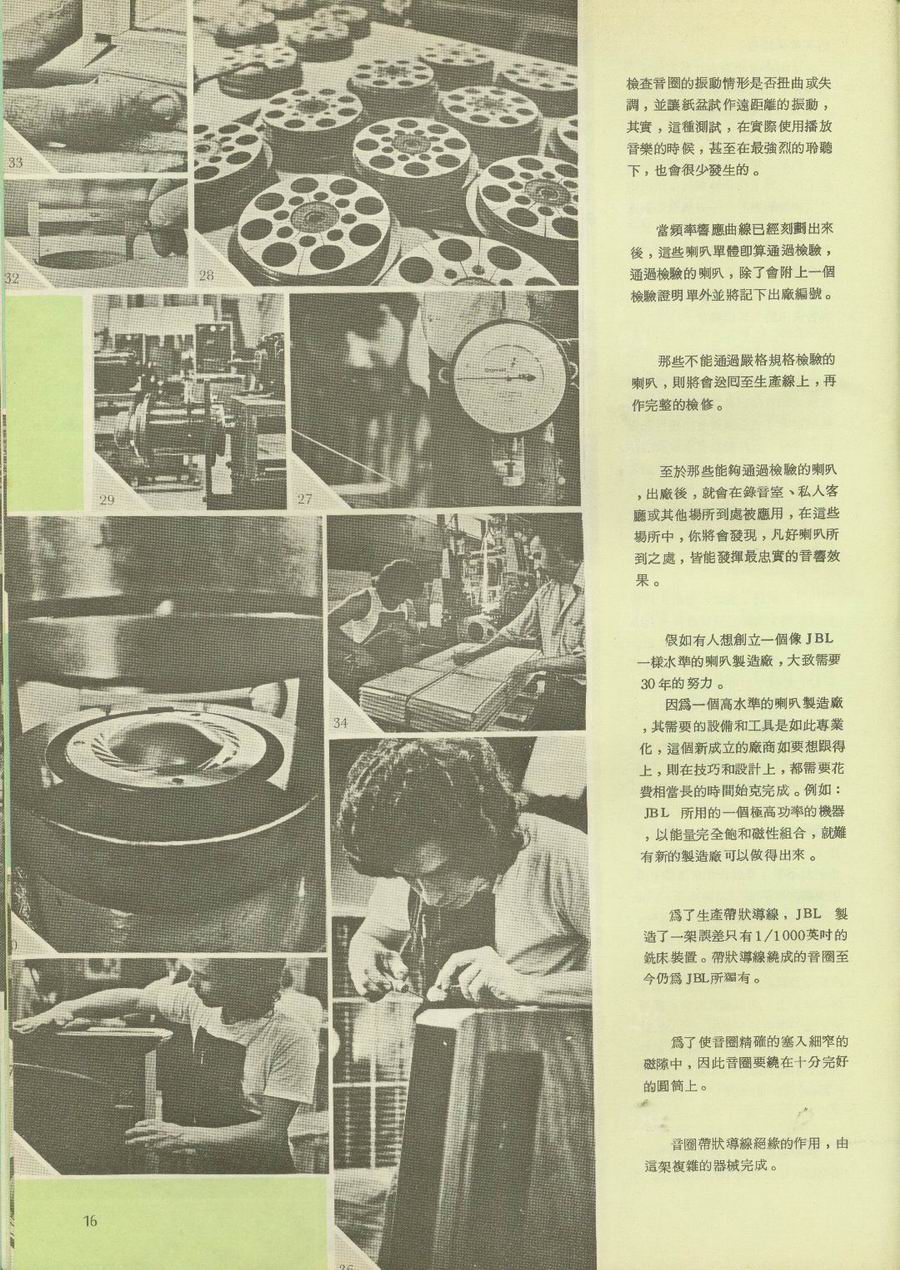 檢查音圈的振動情形是否扭曲或失
調，並讓紙盆試作遠距離的振動，
其實，這種測試，在實際使用播放
音樂的時候，甚至在最強烈的聆聽
下，也會很少發生的。
當頻率響應曲線已經刻劃出來
後，這些喇叭單體卽算通過檢驗，
通過檢驗的喇叭，除了會附上一個
檢驗證明單外並將記下出廠編號。
那些不能通過嚴格規格檢驗的
喇叭，則將會送囘至生產線上，再
作完整的檢修。
至於那些能夠通過檢驗的喇叭
，出廠後，就會在錄音室、私人客
廳或其他場所到處被應用，在這些
場所中，你將會發現，凡好喇叭所
到之處，皆能發揮最忠實的音響效
果。
假如有人想創立一個像 JBL
一樣水準的喇叭製造廠，大致需要
30 年的努力。
因爲一個高水準的喇叭製造廠
，其需要的設備和工具是如此專業
化，這個新成立的廠商如要想跟得
上，則在技巧和設計上，都需要花
費相當長的時間始克完成。例如：
JBL 所用的一個極高功率的機器
，以能量完全飽和磁性組合，就難
有新的製造廠可以做得出來。
爲了生產帶狀導線，JBL 製
造了一架誤差只有1/1000英吋的
銑床裝置。帶狀導線繞成的音圈至
今仍爲 JBL所獨有。
爲了使音圈精確的塞入細窄的
磁隙中，因此音圈要繞在十分完好
的圓筒上。
音圈帶狀導線絕緣的作用，由
這架複雜的器械完成。
33
32
28
29
27
34
16